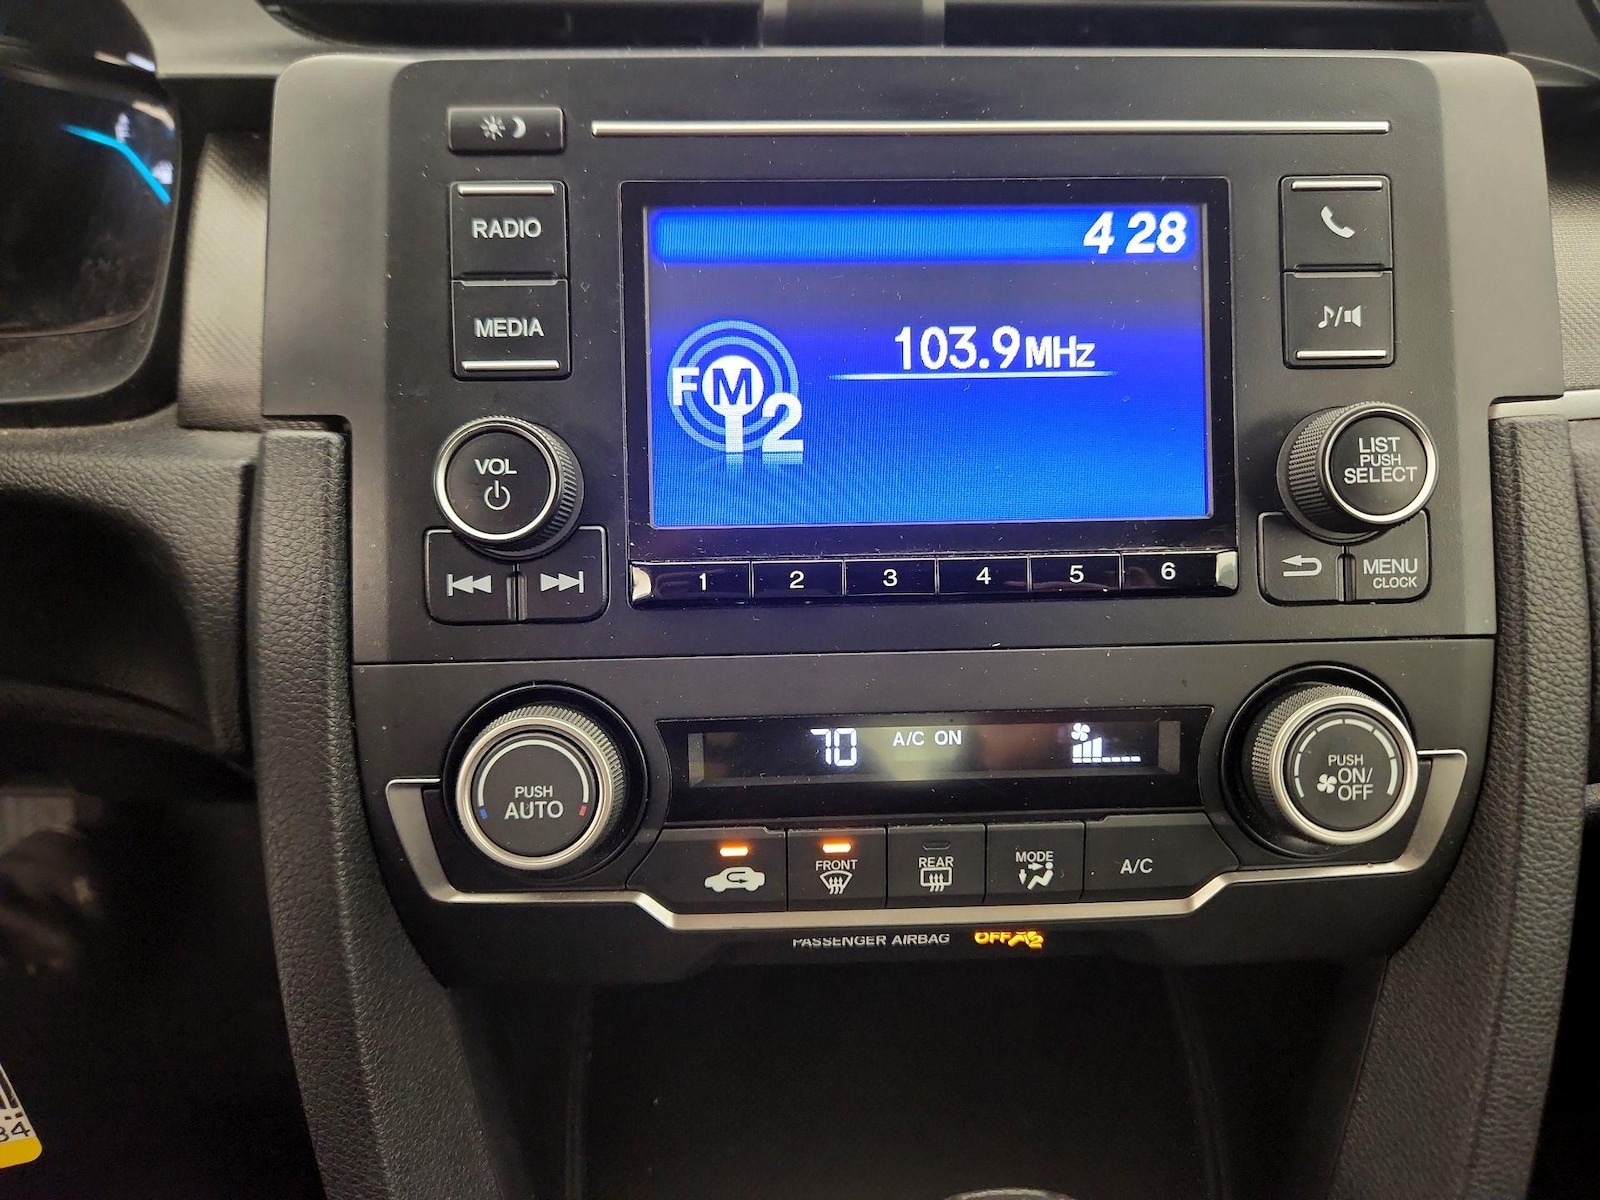 4 28
RADIO
MEDIA
103.9MHz
FM
2
VOL
LIST
PUSH
SELECT
1 2 3 4 5 6
MENU
CLOCK
70 A/C ON
PUSH
AUTO
PUSH
ON/
OFF
FRONT
REAR
MODE
A/C
PASSENGER AIRBAG OFF
34